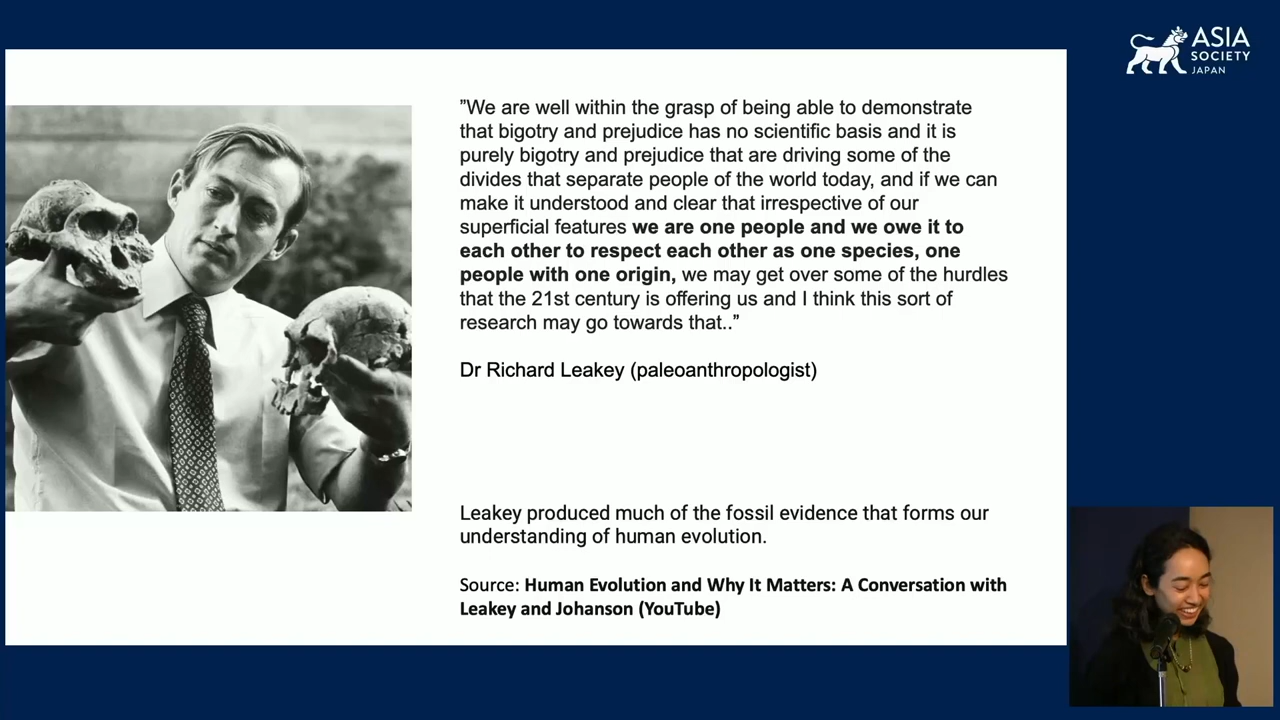 ASIA
SOCIETY
JAPAN
”We are well within the grasp of being able to demonstrate
that bigotry and prejudice has no scientific basis and it is
purely bigotry and prejudice that are driving some of the
divides that separate people of the world today, and if we can
make it understood and clear that irrespective of our
superficial features we are one people and we owe it to
each other to respect each other as one species, one
people with one origin, we may get over some of the hurdles
that the 21st century is offering us and I think this sort of
research may go towards that..”
Dr Richard Leakey (paleoanthropologist)
Leakey produced much of the fossil evidence that forms our
understanding of human evolution.
Source: Human Evolution and Why It Matters: A Conversation with
Leakey and Johanson (YouTube)